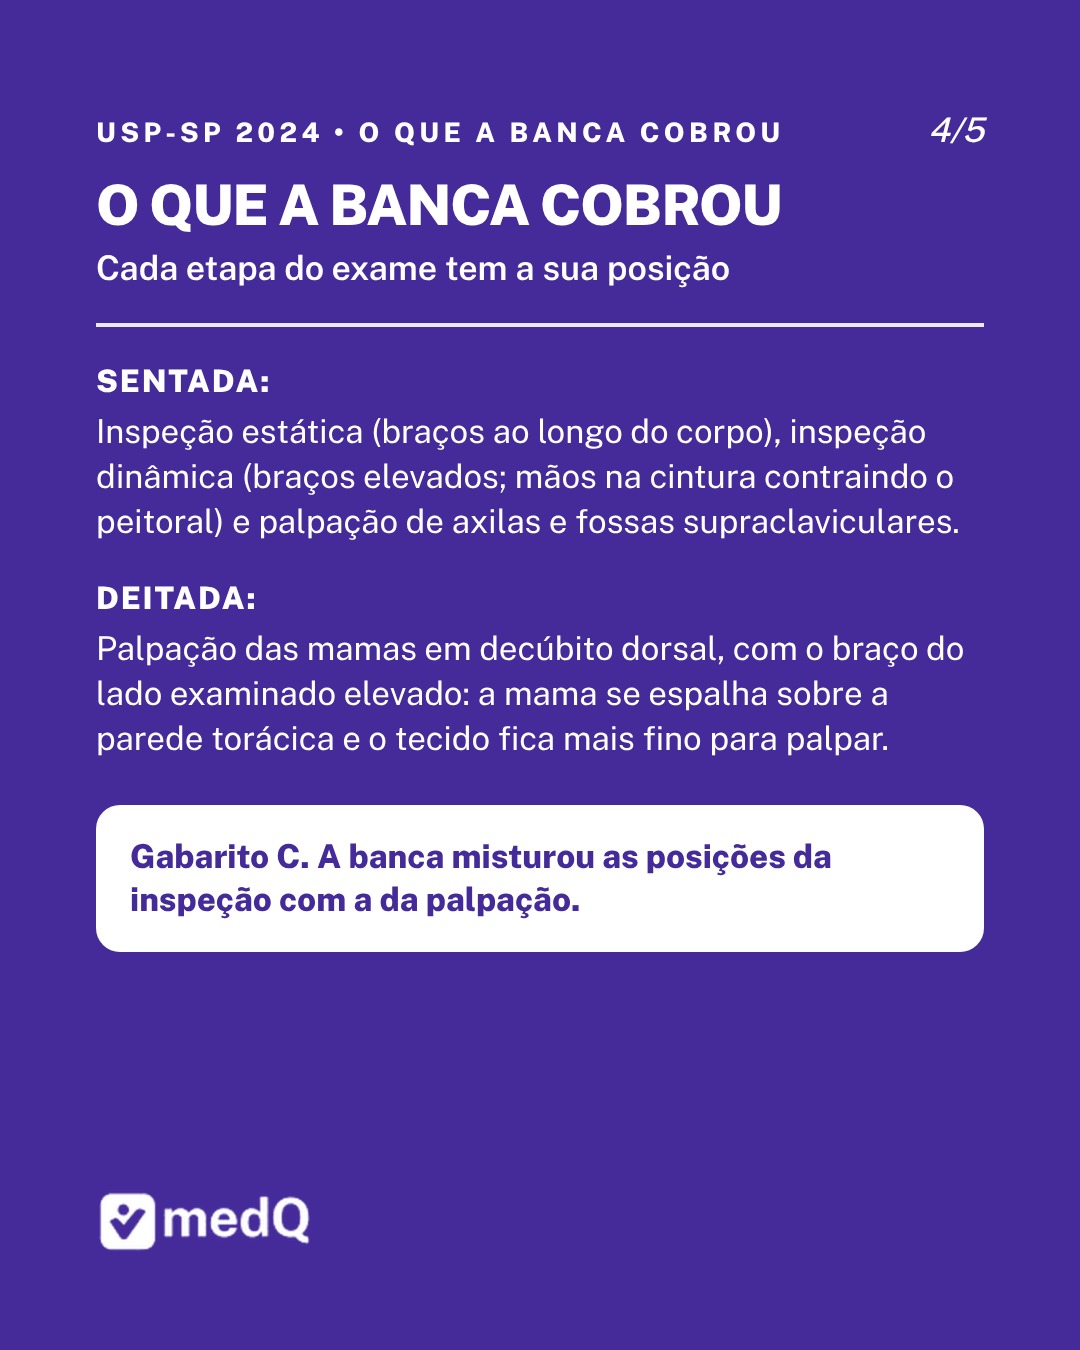 USP-SP 2024 • O QUE A BANCA COBROU 4/5
O QUE A BANCA COBROU
Cada etapa do exame tem a sua posição
SENTADA:
Inspeção estática (braços ao longo do corpo), inspeção
dinâmica (braços elevados; mãos na cintura contraindo o
peitoral) e palpação de axilas e fossas supraclaviculares.
DEITADA:
Palpação das mamas em decúbito dorsal, com o braço do
lado examinado elevado: a mama se espalha sobre a
parede torácica e o tecido fica mais fino para palpar.
Gabarito C. A banca misturou as posições da
inspeção com a da palpação.
medQ